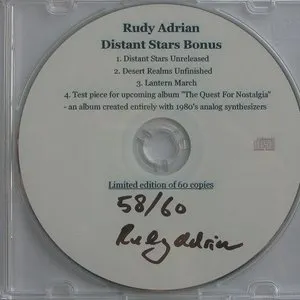 Rudy Adrian
Distant Stars Bonus
1. Distant Stars Unreleased
2. Desert Realms Unfinished
3. Lantern March
4. Test piece for upcoming album "The Quest For Nostalgia"
- an album created entirely with 1980's analog synthesizers
Limited edition of 60 copies
58/60
Rudy Adrian